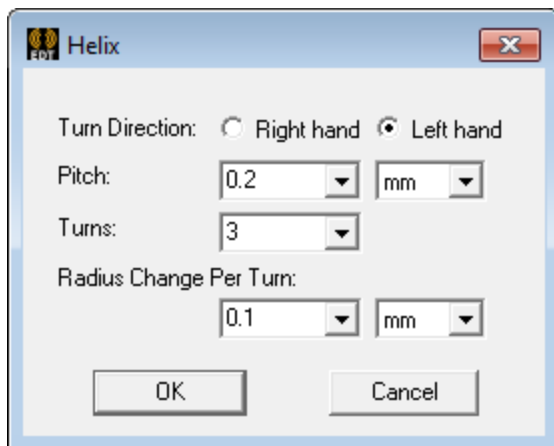 EDT Helix
Turn Direction: Right hand Left hand
Pitch: 0.2 mm
Turns: 3
Radius Change Per Turn:
0.1 mm
OK Cancel